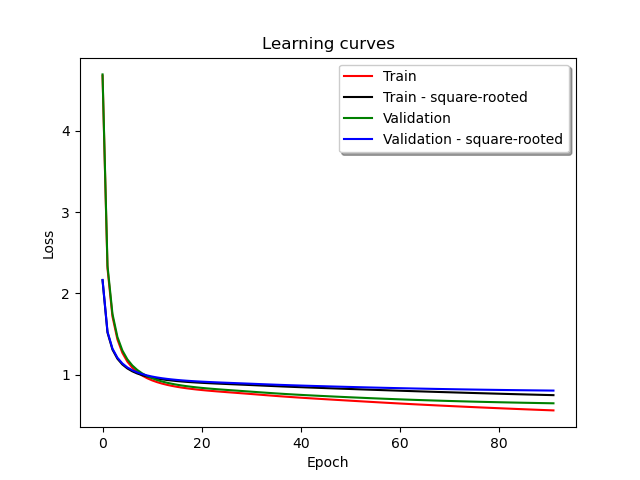 Learning curves
Train
Train - square-rooted
Validation
Validation - square-rooted
4
3
2
1
Loss
0
20
40
60
80
Epoch